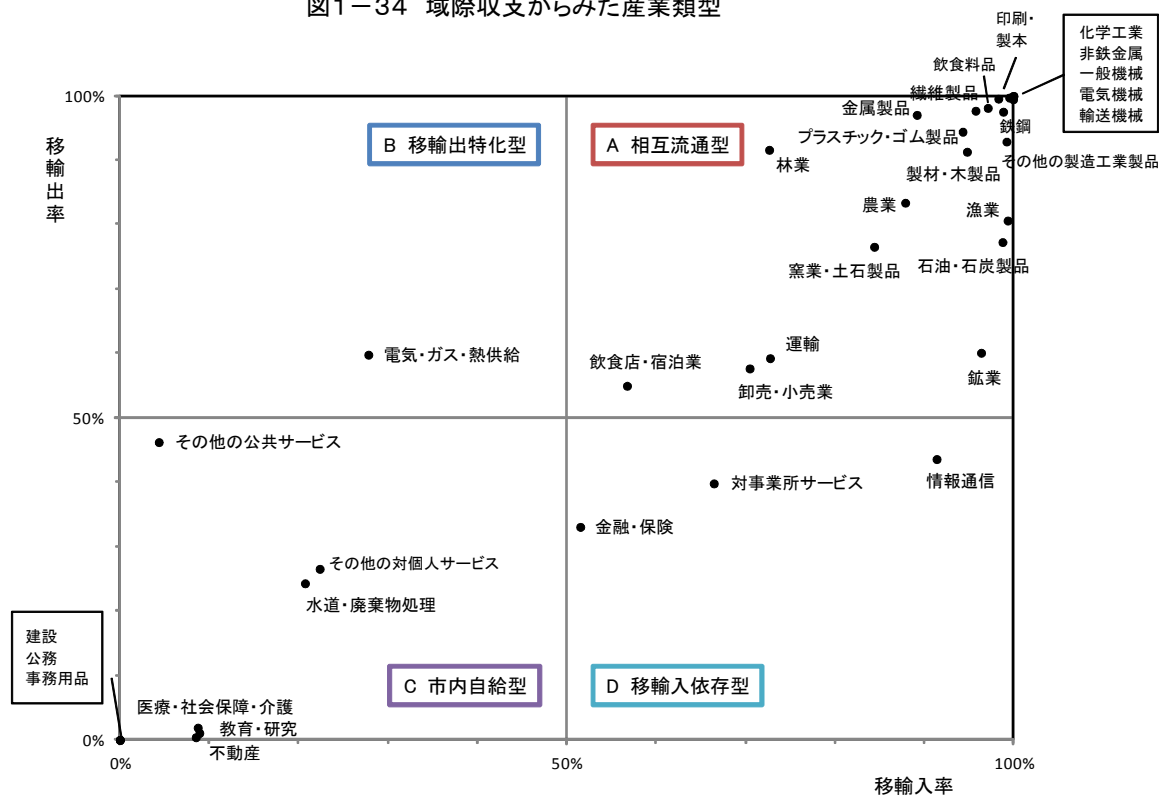 図1－34 域際収支からみた産業類型
印刷・
製本
化学工業
非鉄金属
一般機械
電気機械
輸送機械
飲食料品
繊維製品
100%
金属製品
鉄鋼
B 移輸出特化型
A 相互流通型
プラスチック・ゴム製品
移輸出率
林業
その他の製造工業製品
製材・木製品
農業
漁業
窯業・土石製品
石油・石炭製品
電気・ガス・熱供給
飲食店・宿泊業
運輸
卸売・小売業
鉱業
50%
その他の公共サービス
対事業所サービス
情報通信
金融・保険
その他の対個人サービス
水道・廃棄物処理
建設
公務
事務用品
C 市内自給型
D 移輸入依存型
医療・社会保障・介護
教育・研究
不動産
0%
0%
50%
100%
移輸入率